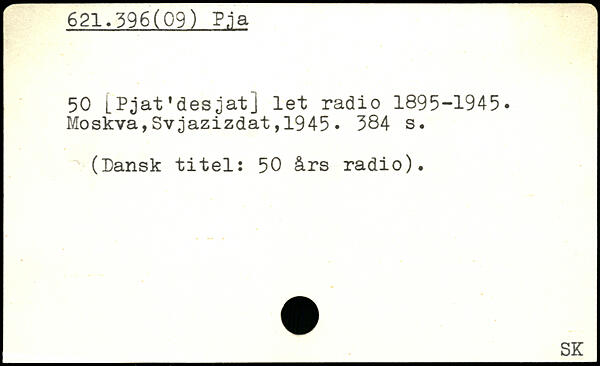 621.396(09) Pja
50 [Pjat'desjat] let radio 1895-1945.
Moskva,Svjazizdat,1945. 384 s.
(Dansk titel: 50 års radio).
SK